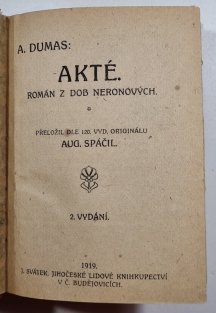 A. DUMAS:
AKTÉ.
ROMÁN Z DOB NERONOVÝCH.
PŘELOŽIL DLE 120. VYD. ORIGINÁLU
AUG. SPÁČIL.
2. VYDÁNÍ.
1919.
J. SVÁTEK, JIHOČESKÉ LIDOVÉ KNIHKUPECTVÍ
V Č. BUDĚJOVICÍCH.